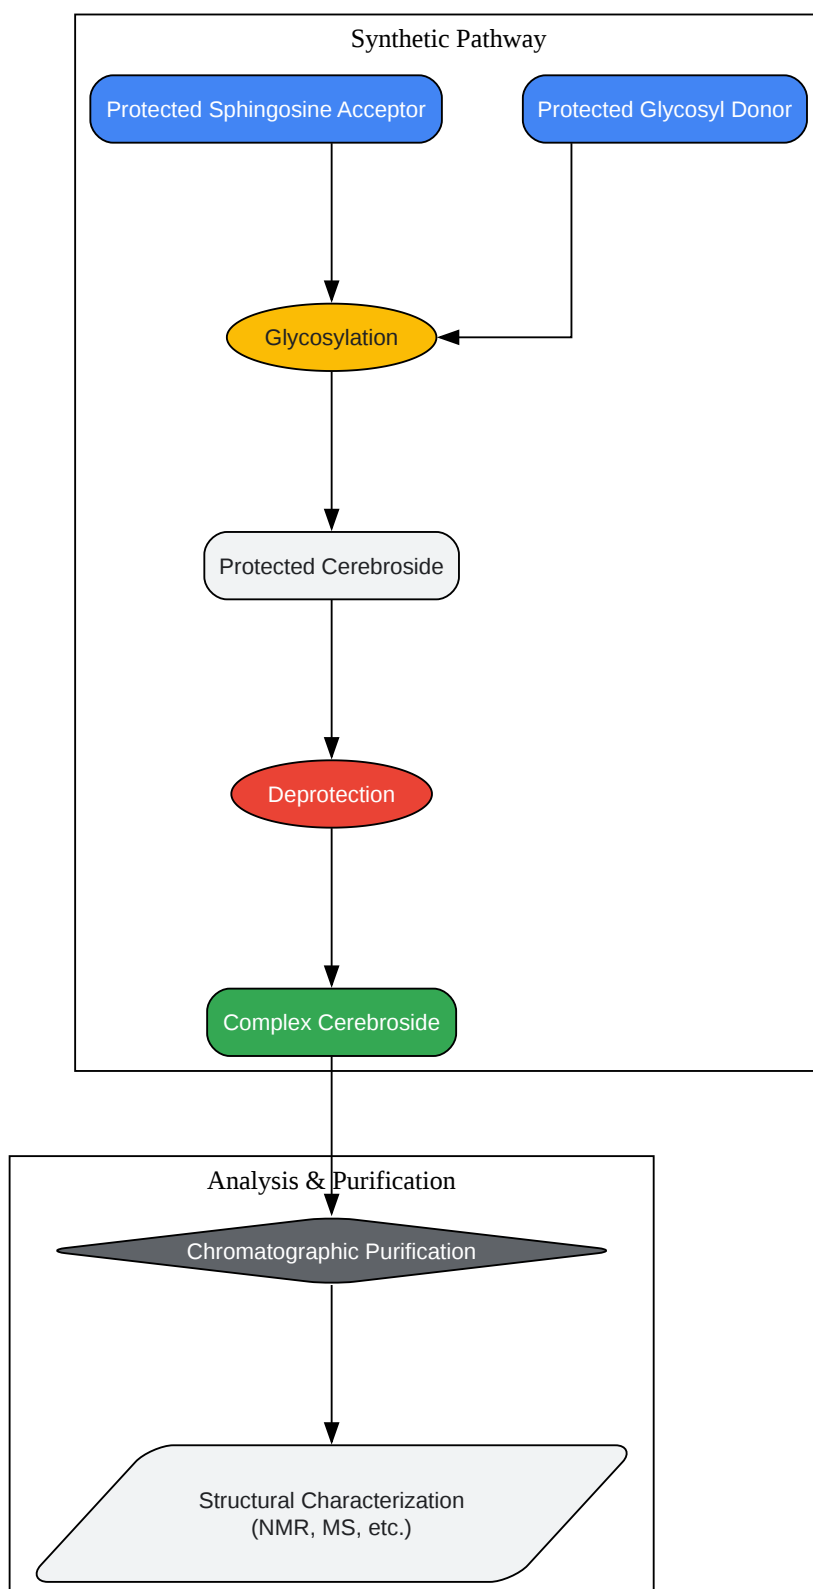 Synthetic Pathway
Protected Sphingosine Acceptor
Protected Glycosyl Donor
Glycosylation
Protected Cerebroside
Deprotection
Complex Cerebroside
Analysis & Purification
Chromatographic Purification
Structural Characterization
(NMR, MS, etc.)